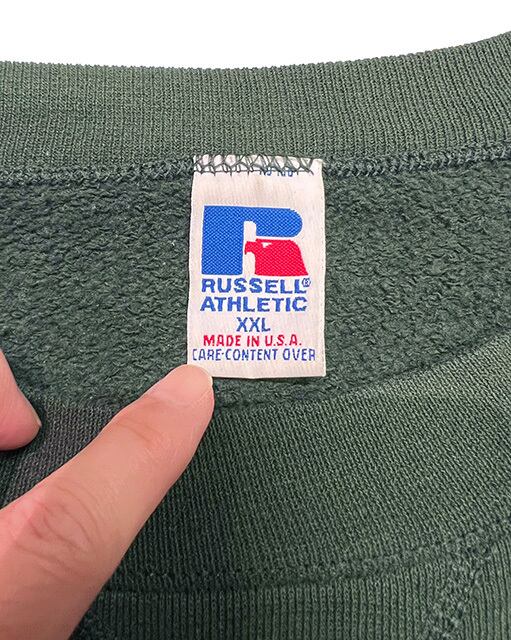 RUSSELL®
ATHLETIC
XXL
MADE IN U.S.A.
CARE·CONTENT OVER